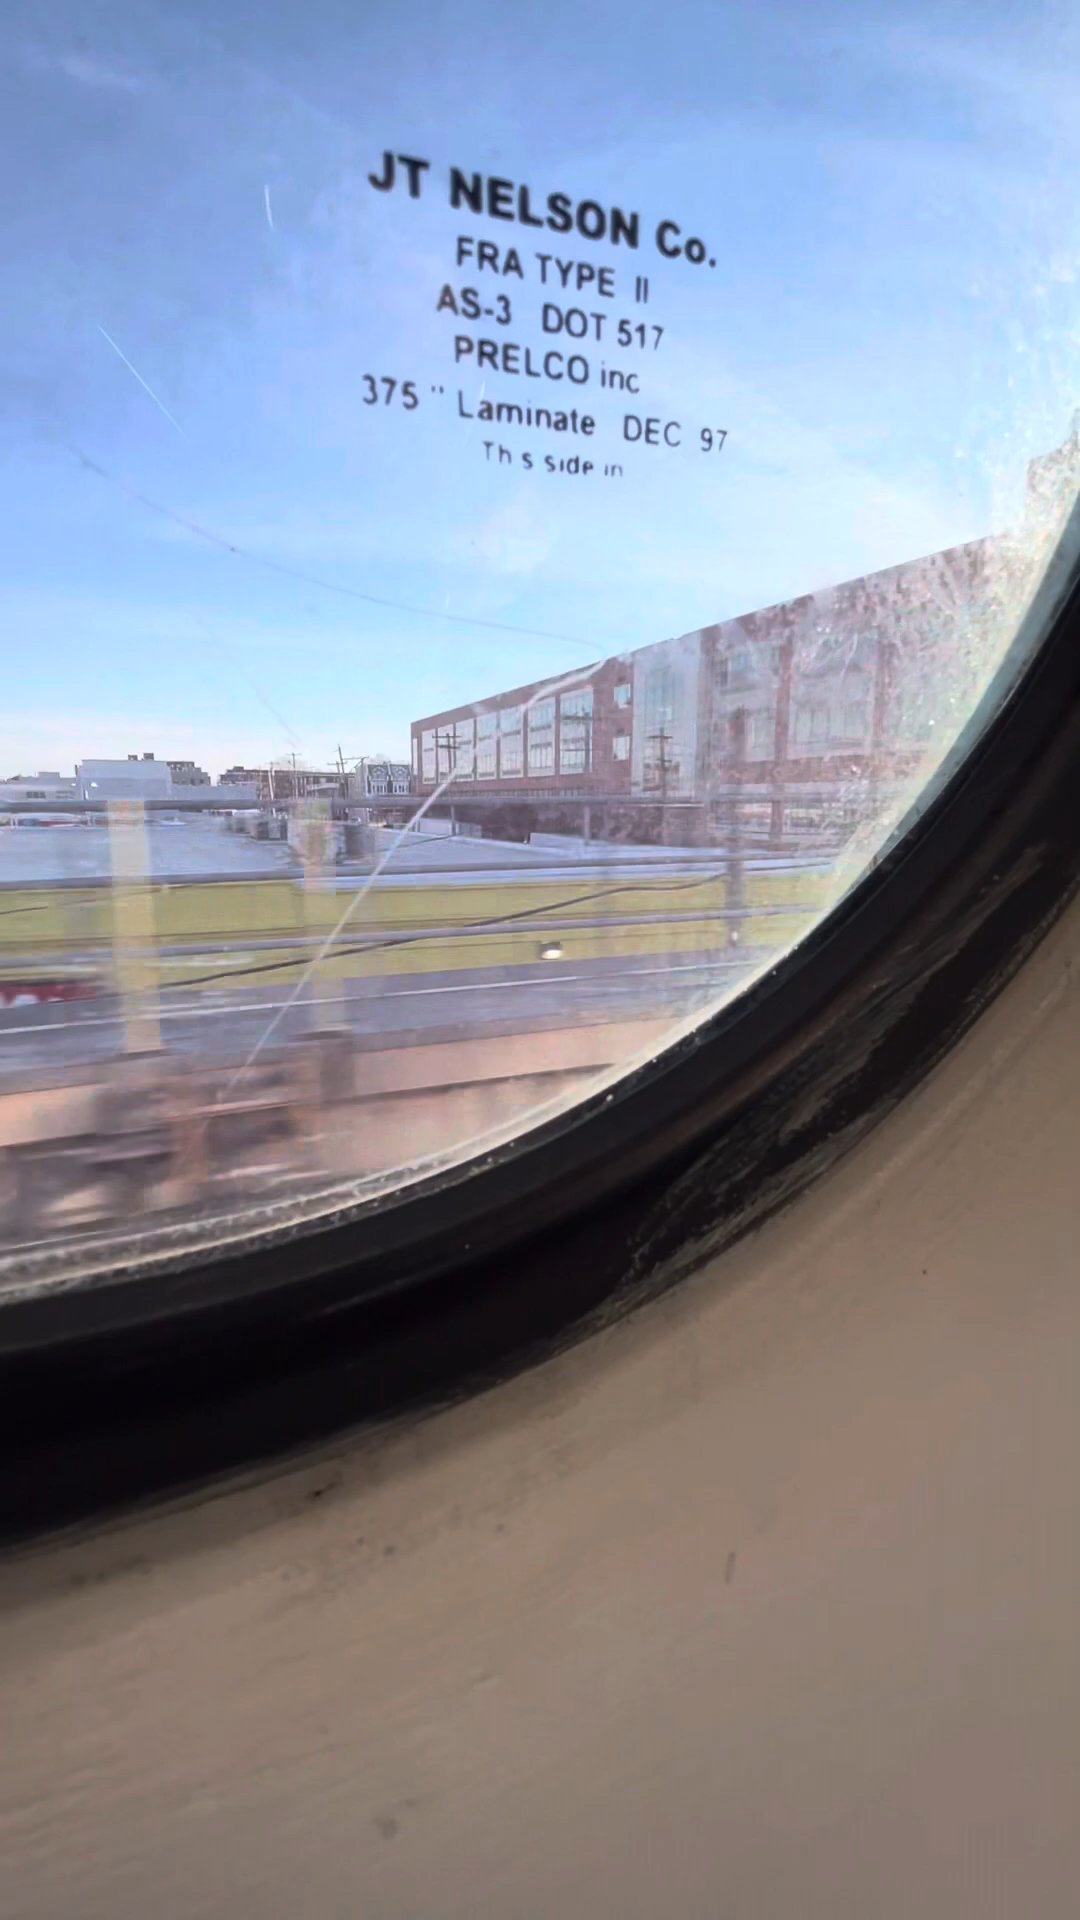 JT NELSON Co.
FRA TYPE II
AS-3 DOT 517
PRELCO inc
375 " Laminate DEC 97
Th s side in